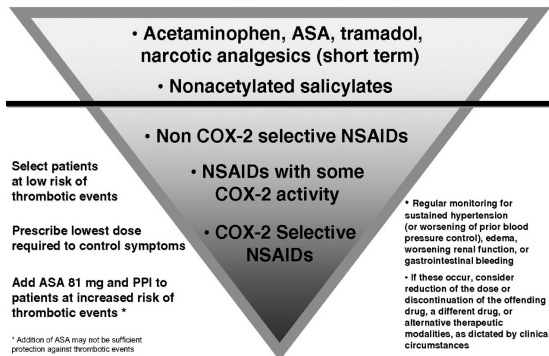 • Acetaminophen, ASA, tramadol,
narcotic analgesics (short term)
• Nonacetylated salicylates
• Non COX-2 selective NSAIDs
• NSAIDs with some
COX-2 activity
• COX-2 Selective
NSAIDs
Select patients
at low risk of
thrombotic events
Prescribe lowest dose
required to control symptoms
Add ASA 81 mg and PPI to
patients at increased risk of
thrombotic events *
* Addition of ASA may not be sufficient
protection against thrombotic events
• Regular monitoring for
sustained hypertension
(or worsening of prior blood
pressure control), edema,
worsening renal function, or
gastrointestinal bleeding
• If these occur, consider
reduction of the dose or
discontinuation of the offending
drug, a different drug, or
alternative therapeutic
modalities, as dictated by clinica
circumstances